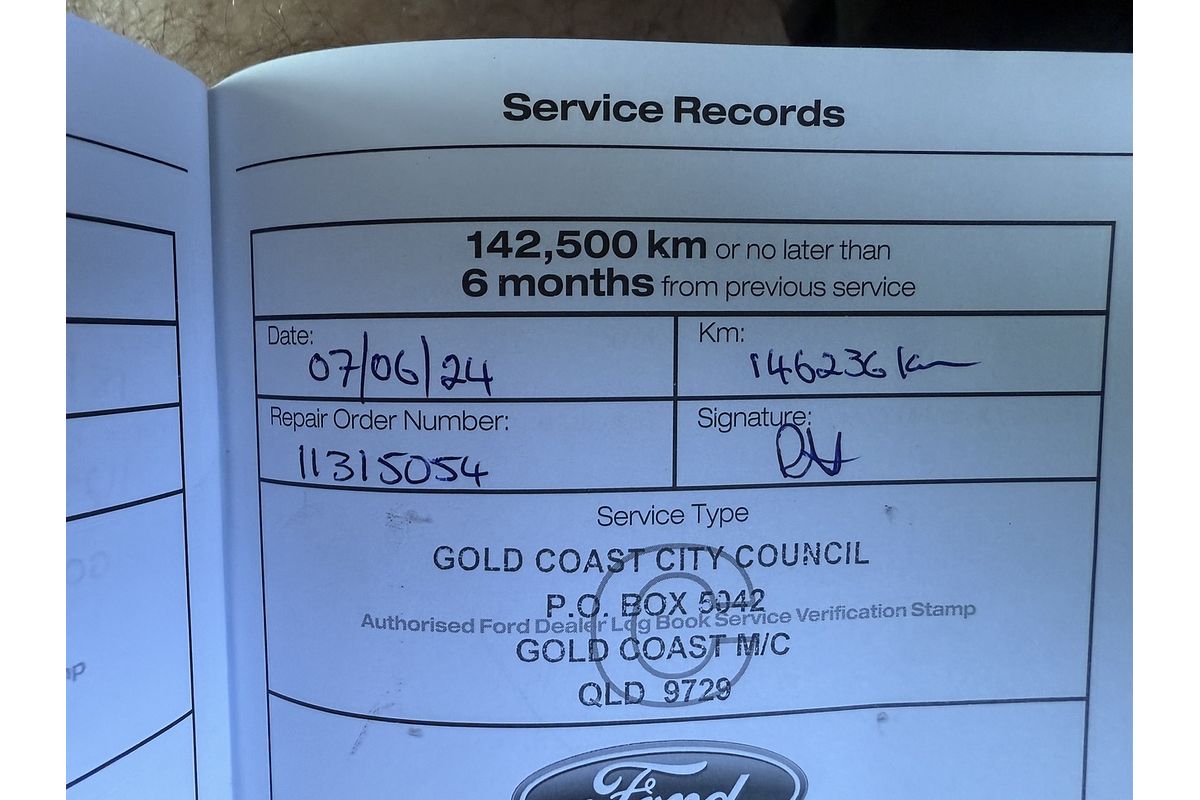 Service Records
142,500 km or no later than
6 months from previous service
Date:
07/06/24
Km:
146236 km
Repair Order Number:
11315054
Signature:
Service Type
GOLD COAST CITY COUNCIL
P.O. BOX 5042
Authorised Ford Dealer Log Book Service Verification Stamp
GOLD COAST M/C
QLD 9729
Ford